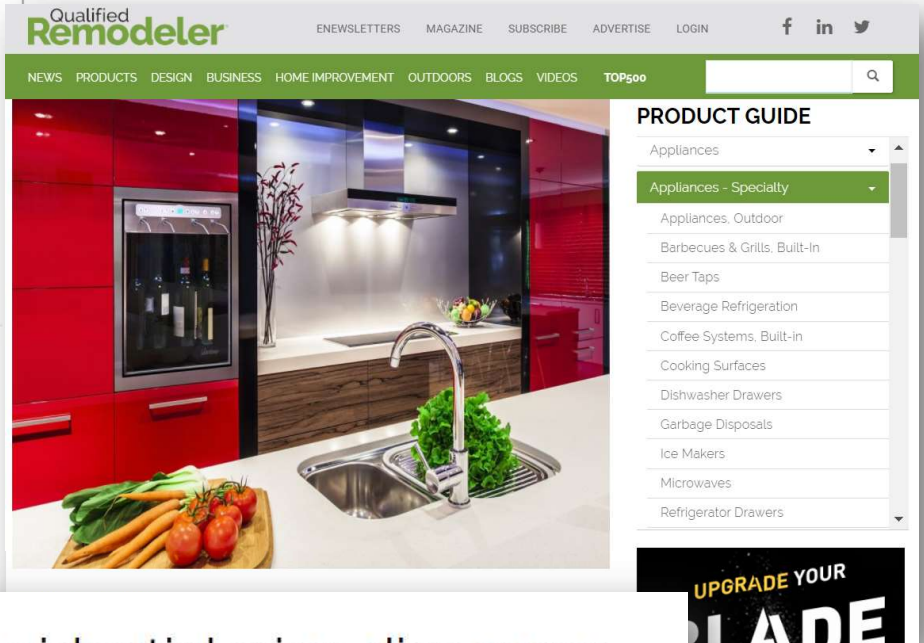 Qualified
Remodeler
ENEWSLETTERS MAGAZINE SUBSCRIBE ADVERTISE LOGIN
NEWS PRODUCTS DESIGN BUSINESS HOME IMPROVEMENT OUTDOORS BLOGS VIDEOS TOP500
PRODUCT GUIDE
Appliances
Appliances - Specialty
Appliances, Outdoor
Barbecues & Grills, Built-In
Beer Taps
Beverage Refrigeration
Coffee Systems, Built-in
Cooking Surfaces
Dishwasher Drawers
Garbage Disposals
Ice Makers
Microwaves
Refrigerator Drawers
UPGRADE YOUR